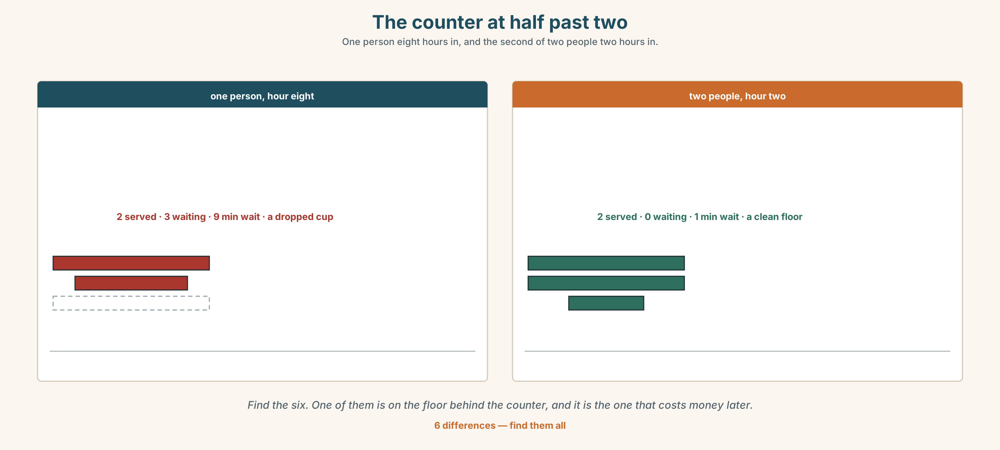 The counter at half past two
One person eight hours in, and the second of two people two hours in.
one person, hour eight
two people, hour two
2 served · 3 waiting · 9 min wait · a dropped cup
2 served · 0 waiting · 1 min wait · a clean floor
Find the six. One of them is on the floor behind the counter, and it is the one that costs money later.
6 differences — find them all